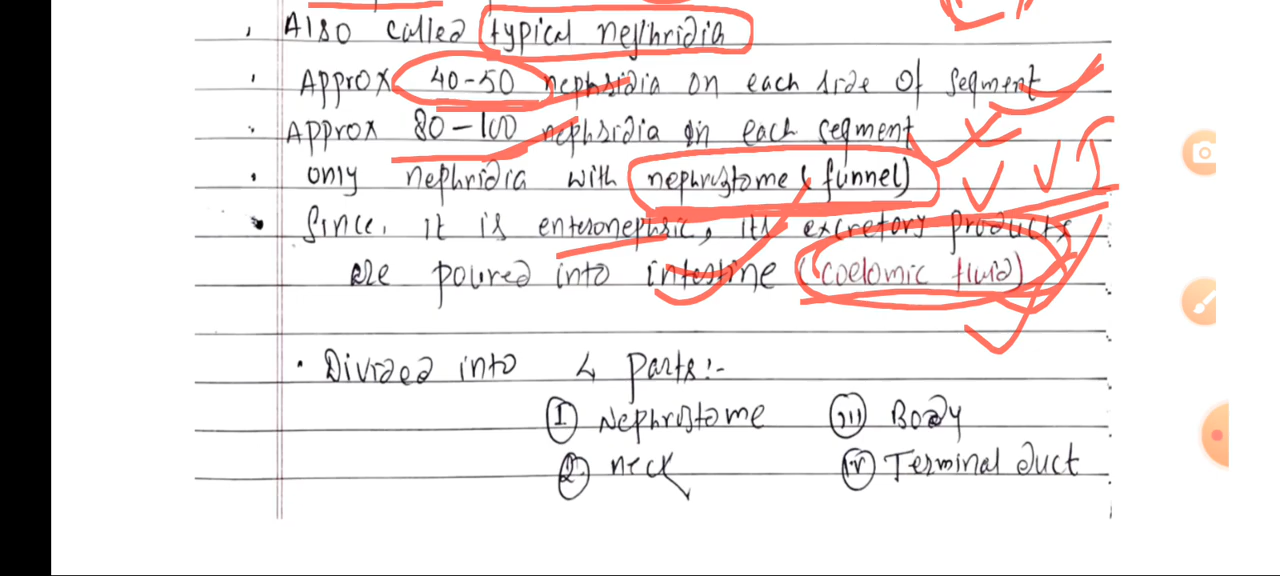 • Also called typical nephridia
• Approx 40-50 nephridia on each side of segment
• Approx 80-100 nephridia in each segment
• only nephridia with nephrostome (funnel)
• Since, it is enteronephric, its excretory products
are poured into intestine (coelomic fluid)
• Divided into 4 parts:-
(I) Nephrostome (iii) Body
(2) neck (iv) Terminal duct